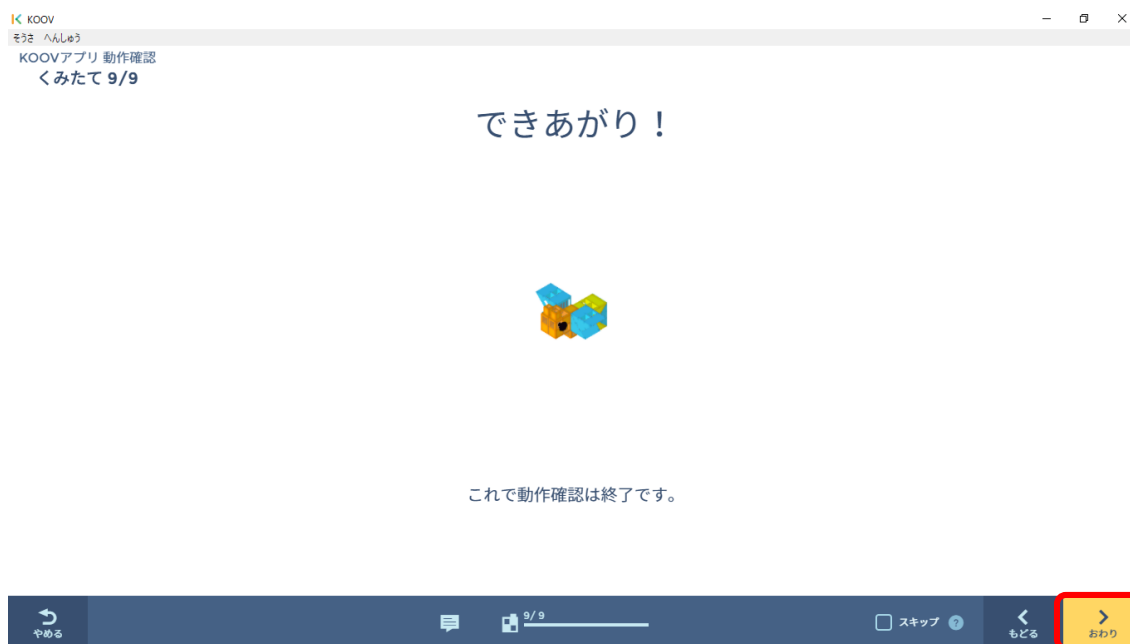 KOOV
そうさ へんしゅう
KOOVアプリ 動作確認
くみたて 9/9
できあがり！
これで動作確認は終了です。
やめる
9/9
スキップ ?
もどる
おわり